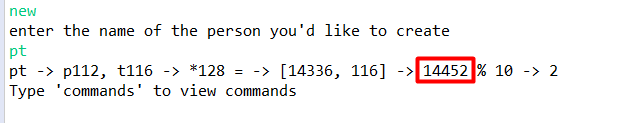 new
enter the name of the person you'd like to create
pt
pt -> p112, t116 -> *128 = -> [14336, 116] -> 14452 % 10 -> 2
Type 'commands' to view commands